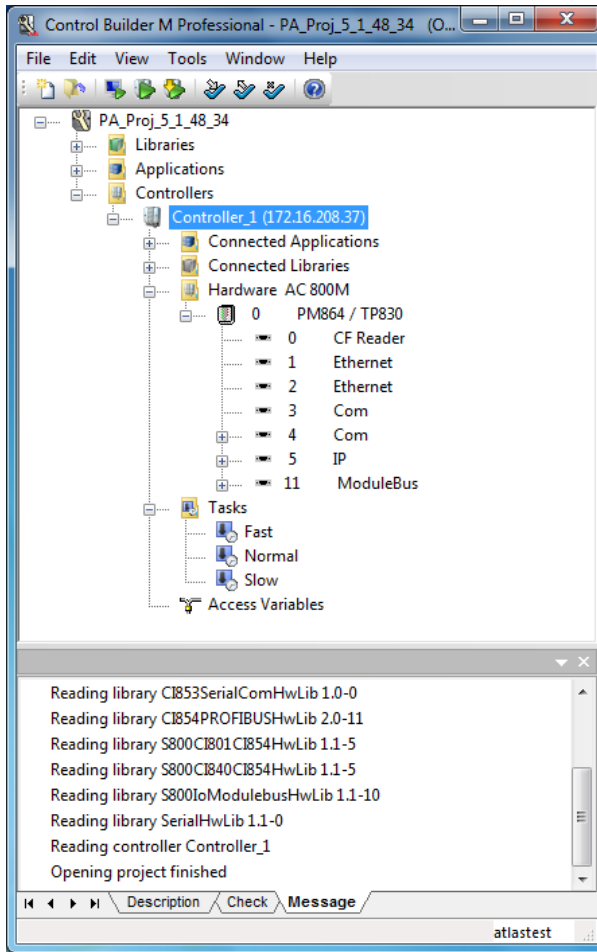 Control Builder M Professional - PA_Proj_5_1_48_34 (O...
File Edit View Tools Window Help
PA_Proj_5_1_48_34
Libraries
Applications
Controllers
Controller_1 (172.16.208.37)
Connected Applications
Connected Libraries
Hardware AC 800M
0 PM864 / TP830
0 CF Reader
1 Ethernet
2 Ethernet
3 Com
4 Com
5 IP
11 ModuleBus
Tasks
Fast
Normal
Slow
Access Variables
Reading library CI853SerialComHwLib 1.0-0
Reading library CI854PROFIBUSHwLib 2.0-11
Reading library S800CI801CI854HwLib 1.1-5
Reading library S800CI840CI854HwLib 1.1-5
Reading library S800IoModulebusHwLib 1.1-10
Reading library SerialHwLib 1.1-0
Reading controller Controller_1
Opening project finished
Description Check Message
atlastest